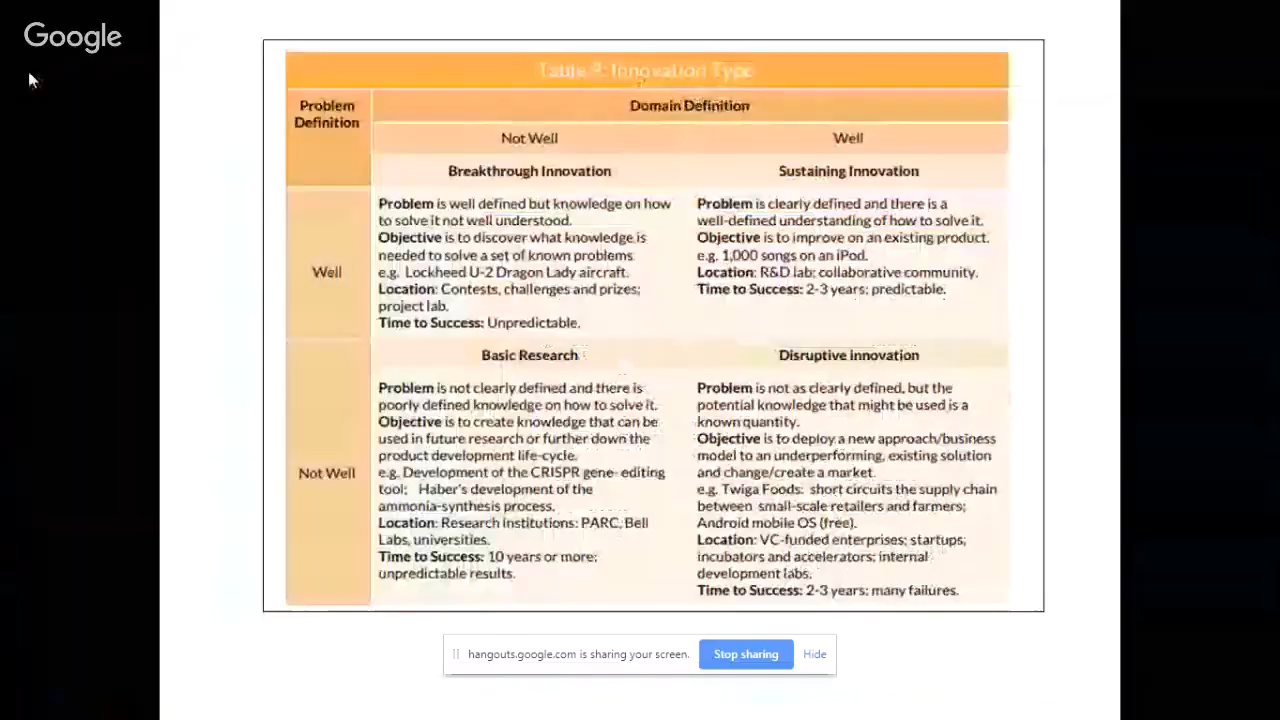 Google
Table 9: Innovation Type
Problem
Definition
Domain Definition
Not Well
Well
Breakthrough Innovation
Sustaining Innovation
Well
Problem is well defined but knowledge on how
to solve it not well understood.
Objective is to discover what knowledge is
needed to solve a set of known problems
e.g. Lockheed U-2 Dragon Lady aircraft.
Location: Contests, challenges and prizes;
project lab.
Time to Success: Unpredictable.
Problem is clearly defined and there is a
well-defined understanding of how to solve it.
Objective is to improve on an existing product.
e.g. 1,000 songs on an iPod.
Location: R&D lab; collaborative community.
Time to Success: 2-3 years; predictable.
Basic Research
Disruptive innovation
Not Well
Problem is not clearly defined and there is
poorly defined knowledge on how to solve it.
Objective is to create knowledge that can be
used in future research or further down the
product development life-cycle.
e.g. Development of the CRISPR gene- editing
tool; Haber's development of the
ammonia-synthesis process.
Location: Research institutions: PARC, Bell
Labs, universities.
Time to Success: 10 years or more;
unpredictable results.
Problem is not as clearly defined, but the
potential knowledge that might be used is a
known quantity.
Objective is to deploy a new approach/business
model to an underperforming, existing solution
and change/create a market.
e.g. Twiga Foods: short circuits the supply chain
between small-scale retailers and farmers;
Android mobile OS (free).
Location: VC-funded enterprises; startups,
incubators and accelerators; internal
development labs.
Time to Success: 2-3 years; many failures.
hangouts.google.com is sharing your screen.
Stop sharing
Hide